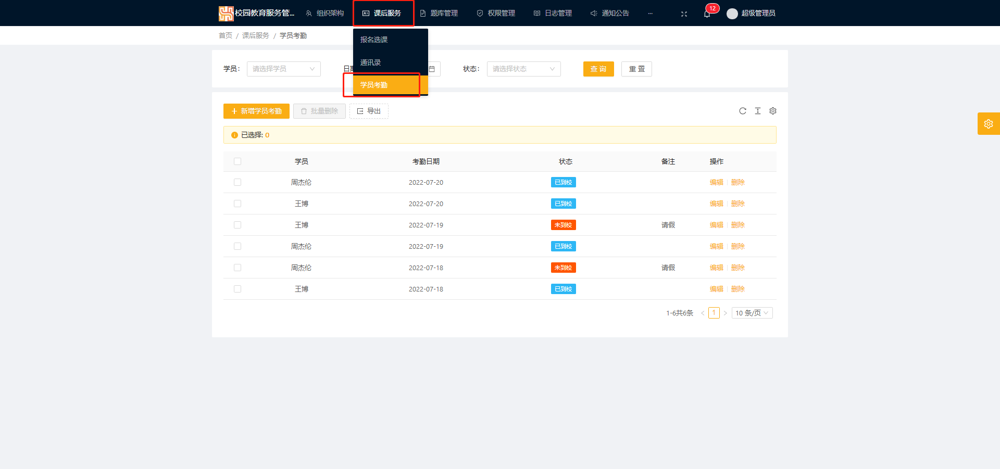 校园教育服务管...
组织架构
课后服务
题库管理
权限管理
日志管理
通知公告
···
12
超级管理员
首页 / 课后服务 / 学员考勤
报名选课
通讯录
学员考勤
学员：
请选择学员
日期
状态：
请选择状态
查 询
重 置
新增学员考勤
批量删除
导出
已选择: 0
学员 考勤日期 状态 备注 操作
周杰伦 2022-07-20 已到校 编辑 删除
王博 2022-07-20 已到校 编辑 删除
王博 2022-07-19 未到校 请假 编辑 删除
周杰伦 2022-07-19 已到校 编辑 删除
周杰伦 2022-07-18 未到校 请假 编辑 删除
王博 2022-07-18 已到校 编辑 删除
1-6共6条 < 1 > 10 条/页